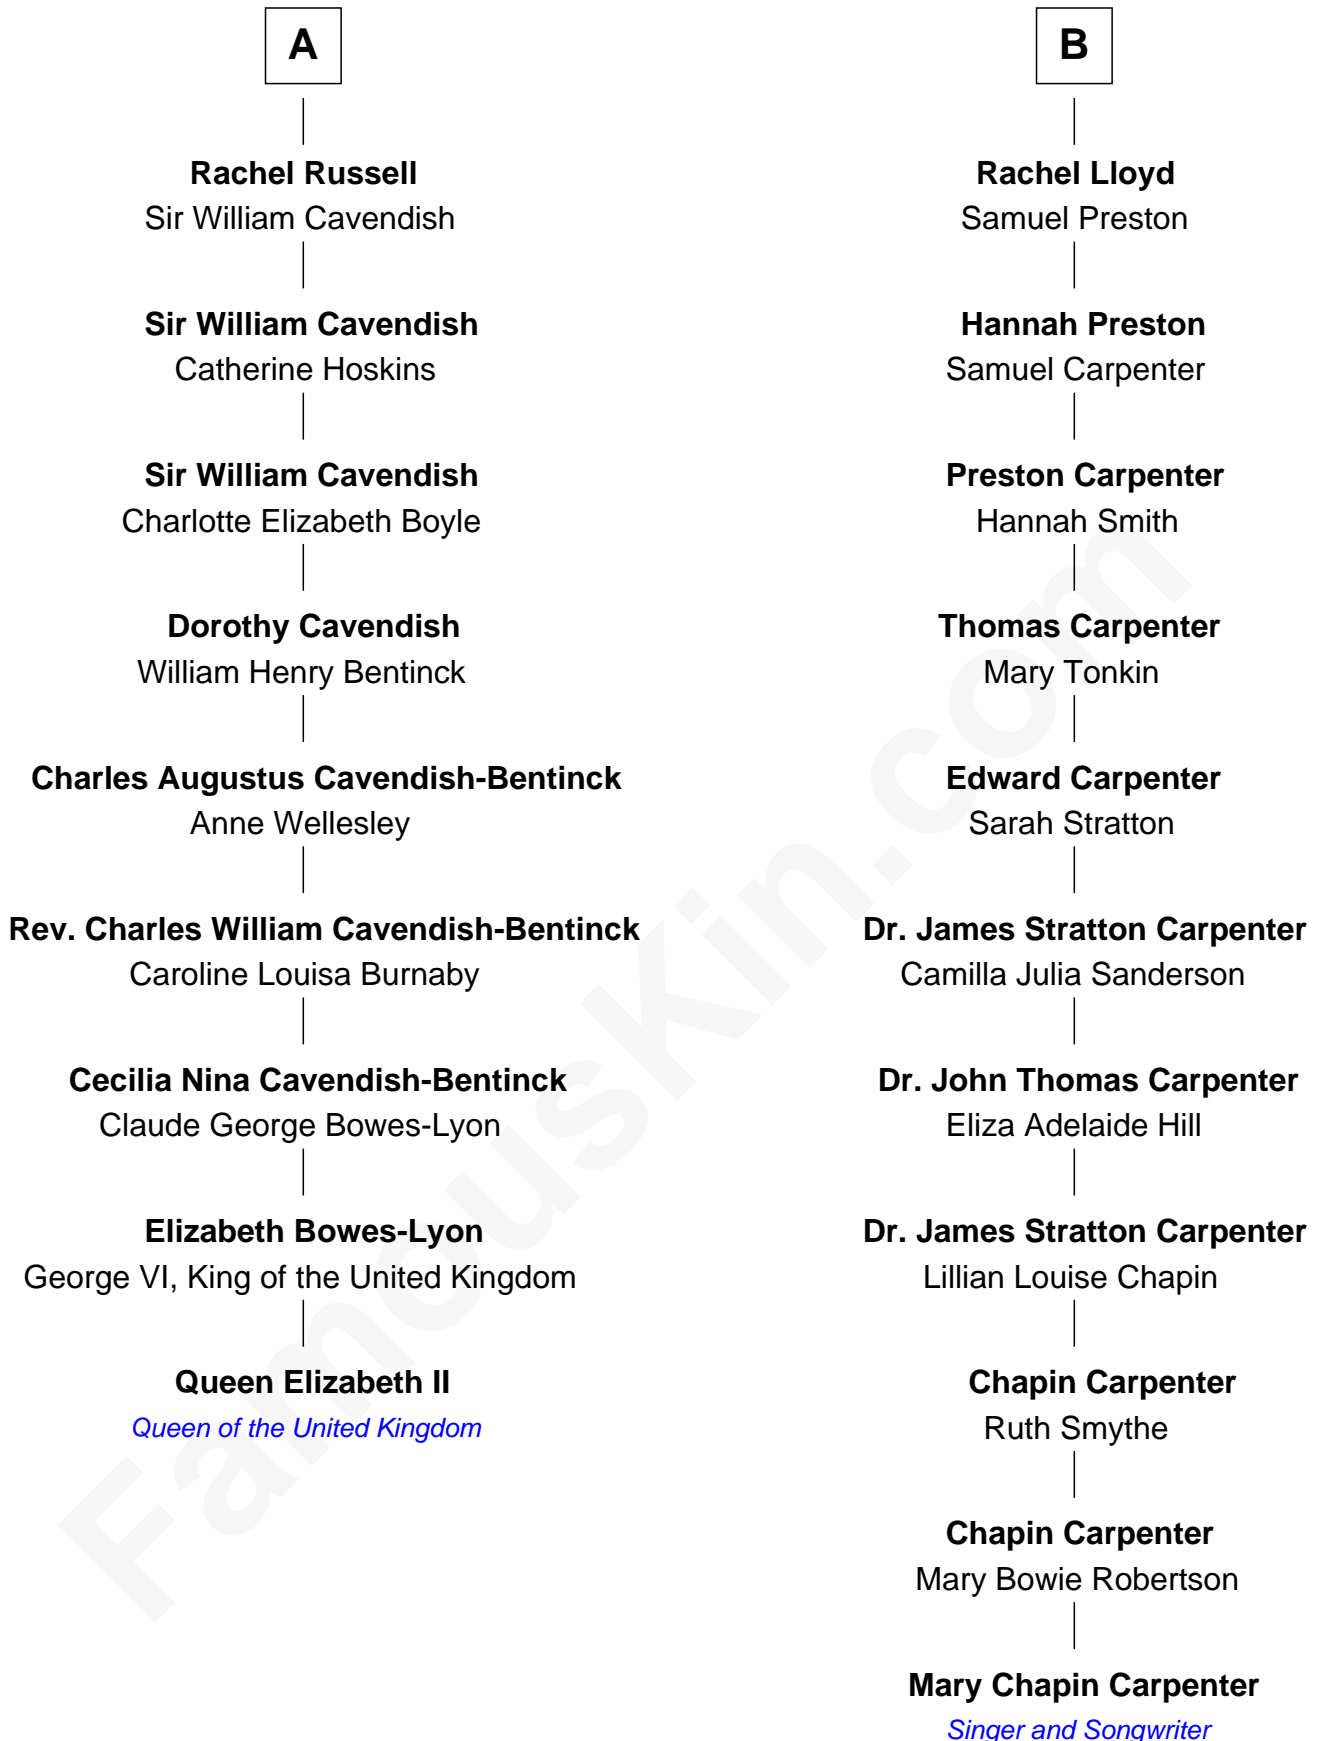 A
Rachel Russell
Sir William Cavendish
Sir William Cavendish
Catherine Hoskins
Sir William Cavendish
Charlotte Elizabeth Boyle
Dorothy Cavendish
William Henry Bentinck
Charles Augustus Cavendish-Bentinck
Anne Wellesley
Rev. Charles William Cavendish-Bentinck
Caroline Louisa Burnaby
Cecilia Nina Cavendish-Bentinck
Claude George Bowes-Lyon
Elizabeth Bowes-Lyon
George VI, King of the United Kingdom
Queen Elizabeth II
Queen of the United Kingdom
B
Rachel Lloyd
Samuel Preston
Hannah Preston
Samuel Carpenter
Preston Carpenter
Hannah Smith
Thomas Carpenter
Mary Tonkin
Edward Carpenter
Sarah Stratton
Dr. James Stratton Carpenter
Camilla Julia Sanderson
Dr. John Thomas Carpenter
Eliza Adelaide Hill
Dr. James Stratton Carpenter
Lillian Louise Chapin
Chapin Carpenter
Ruth Smythe
Chapin Carpenter
Mary Bowie Robertson
Mary Chapin Carpenter
Singer and Songwriter
FamousKin.com